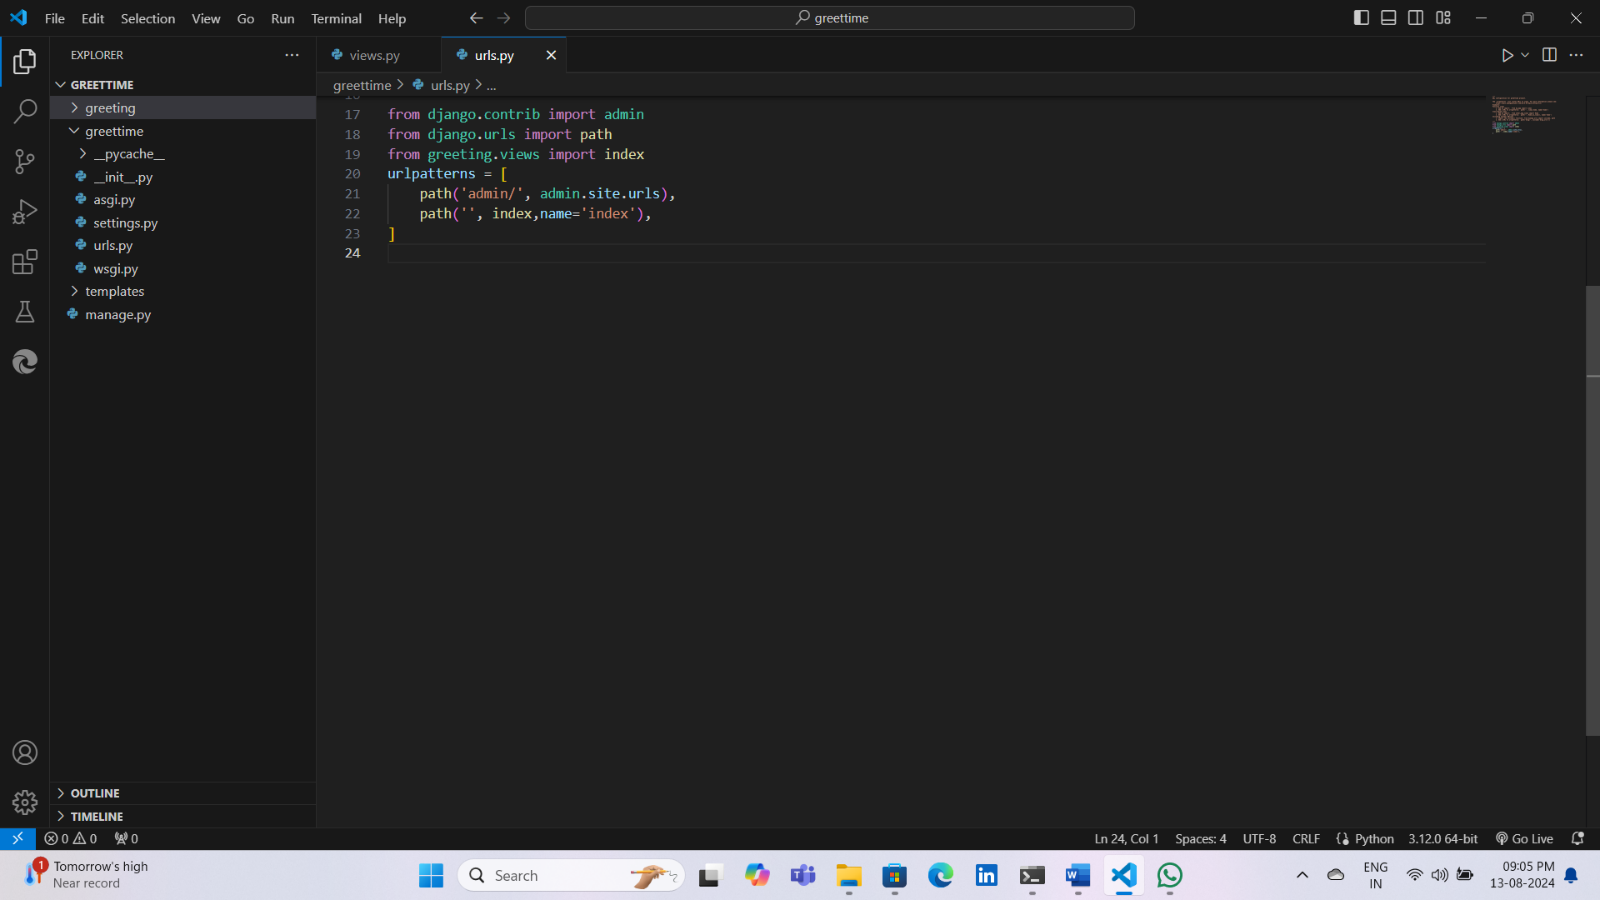 File Edit Selection View Go Run Terminal Help
greettime
EXPLORER
GREETTIME
greeting
greettime
__pycache__
__init__.py
asgi.py
settings.py
urls.py
wsgi.py
templates
manage.py
OUTLINE
TIMELINE
views.py urls.py
greettime > urls.py > ...
17 from django.contrib import admin
18 from django.urls import path
19 from greeting.views import index
20 urlpatterns = [
21 path('admin/', admin.site.urls),
22 path('', index,name='index'),
23 ]
24
0 0 0 Ln 24, Col 1 Spaces: 4 UTF-8 CRLF Python 3.12.0 64-bit Go Live
1 Tomorrow's high
Near record
Search
ENG
IN
09:05 PM
13-08-2024